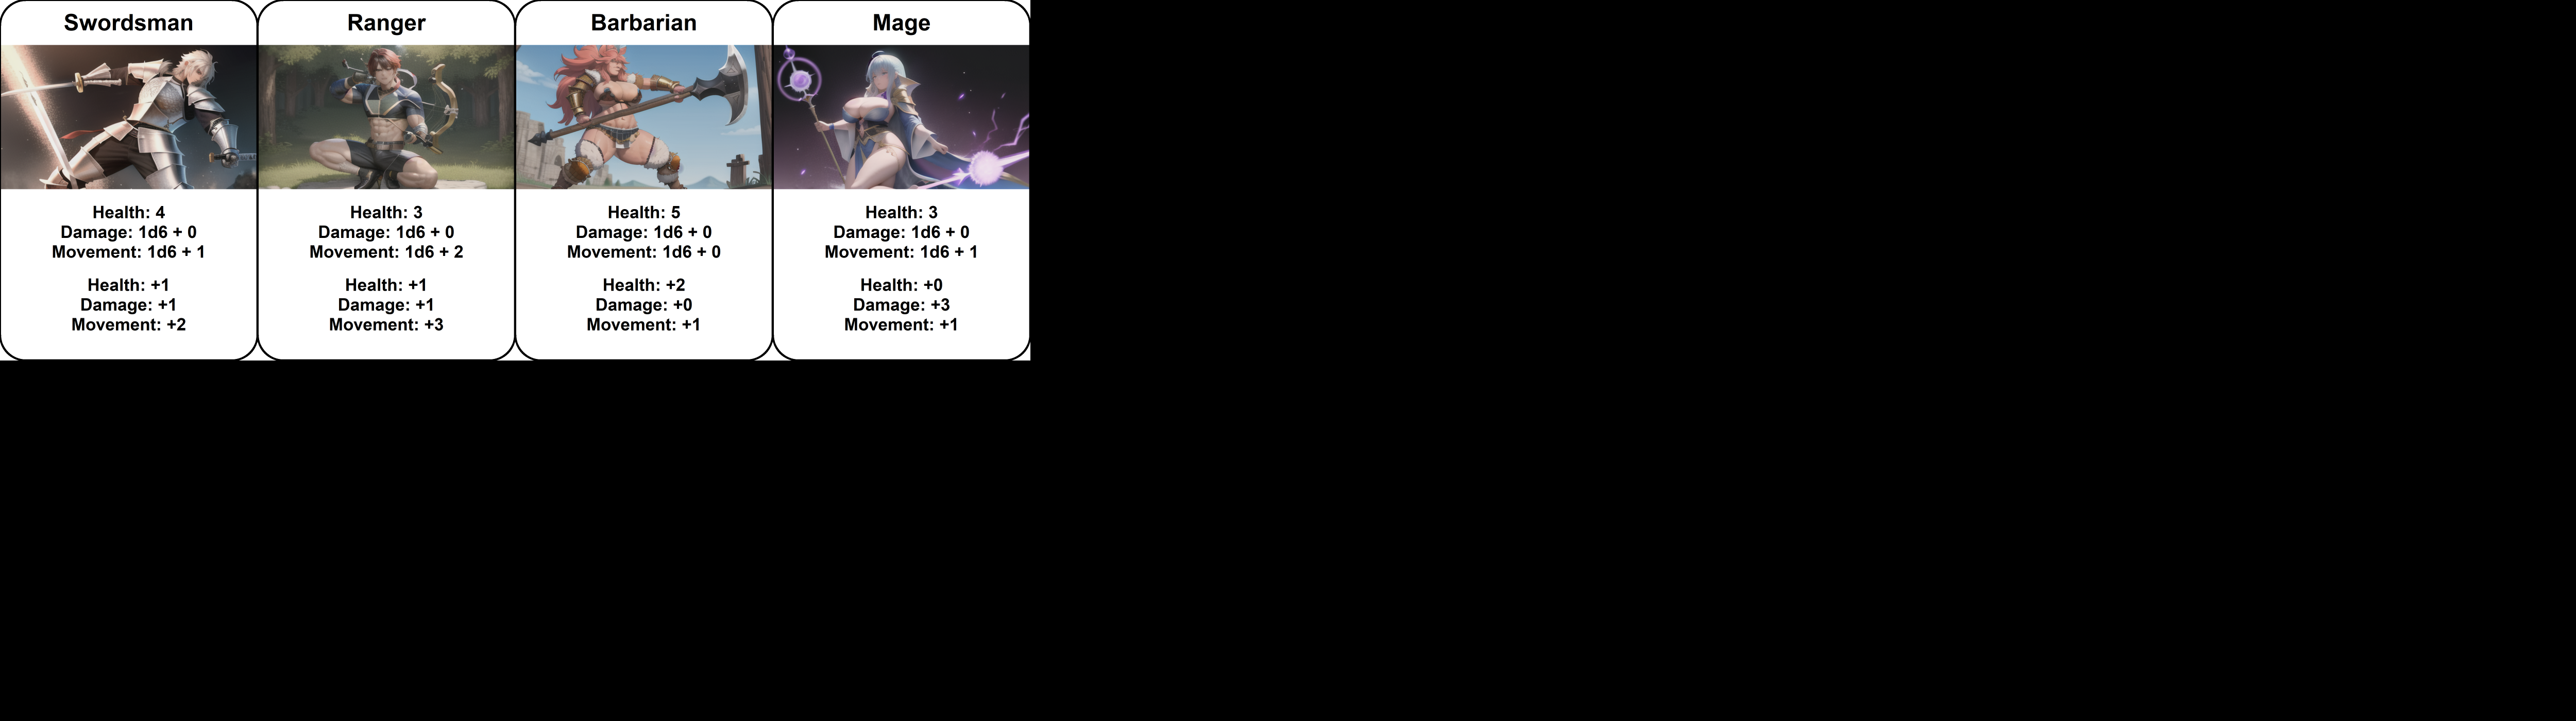 Swordsman
Health: 4
Damage: 1d6 + 0
Movement: 1d6 + 1
Health: +1
Damage: +1
Movement: +2
Ranger
Health: 3
Damage: 1d6 + 0
Movement: 1d6 + 2
Health: +1
Damage: +1
Movement: +3
Barbarian
Health: 5
Damage: 1d6 + 0
Movement: 1d6 + 0
Health: +2
Damage: +0
Movement: +1
Mage
Health: 3
Damage: 1d6 + 0
Movement: 1d6 + 1
Health: +0
Damage: +3
Movement: +1